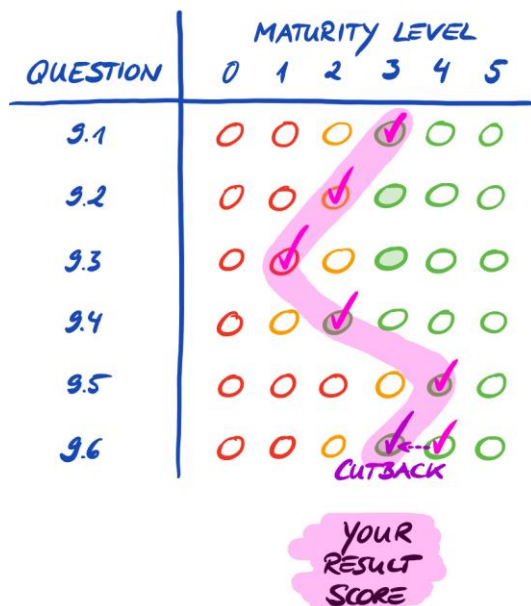 MATURITY LEVEL
QUESTION 0 1 2 3 4 5
9.1
9.2
9.3
9.4
9.5
9.6
CUTBACK
YOUR
RESULT
SCORE